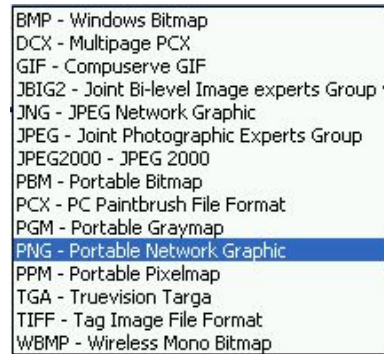 BMP - Windows Bitmap
DCX - Multipage PCX
GIF - Compuserve GIF
JBIG2 - Joint Bi-level Image experts Group
JNG - JPEG Network Graphic
JPEG - Joint Photographic Experts Group
JPEG2000 - JPEG 2000
PBM - Portable Bitmap
PCX - PC Paintbrush File Format
PGM - Portable Graymap
PNG - Portable Network Graphic
PPM - Portable Pixelmap
TGA - Truevision Targa
TIFF - Tag Image File Format
WBMP - Wireless Mono Bitmap